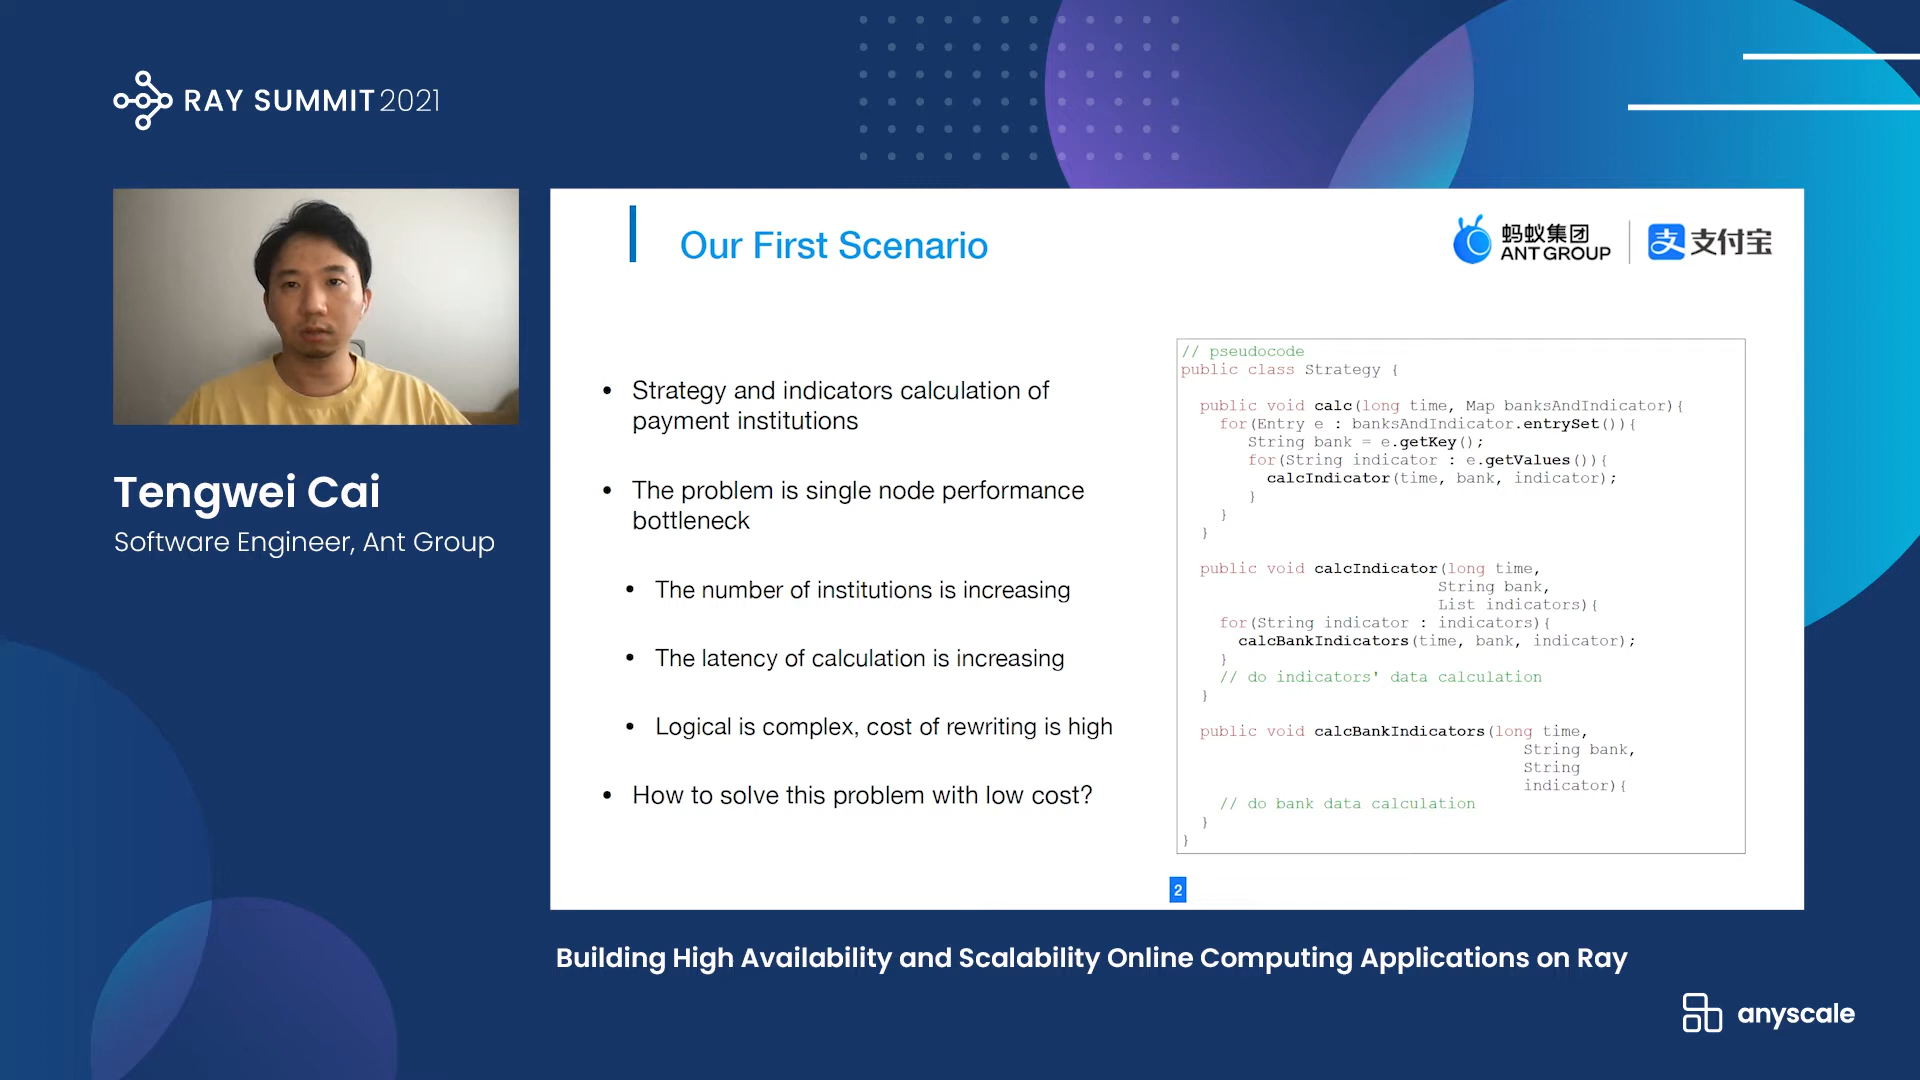 RAY SUMMIT 2021
Tengwei Cai
Software Engineer, Ant Group
Our First Scenario
蚂蚁集团
ANT GROUP
支 支付宝
• Strategy and indicators calculation of
payment institutions
• The problem is single node performance
bottleneck
• The number of institutions is increasing
• The latency of calculation is increasing
• Logical is complex, cost of rewriting is high
• How to solve this problem with low cost?
// pseudocode
public class Strategy {
public void calc(long time, Map banksAndIndicator){
for(Entry e : banksAndIndicator.entrySet()){
String bank = e.getKey();
for(String indicator : e.getValues()){
calcIndicator(time, bank, indicator);
}
}
}
public void calcIndicator(long time,
String bank,
List indicators){
for(String indicator : indicators){
calcBankIndicators(time, bank, indicator);
}
// do indicators' data calculation
}
public void calcBankIndicators(long time,
String bank,
String
indicator){
// do bank data calculation
}
}
2
Building High Availability and Scalability Online Computing Applications on Ray
anyscale